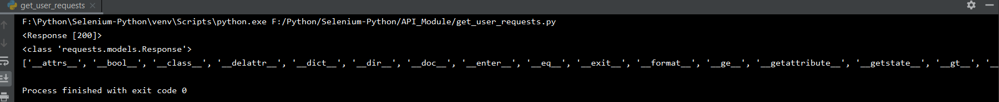 get_user_requests
F:\Python\Selenium-Python\venv\Scripts\python.exe F:/Python/Selenium-Python/API_Module/get_user_requests.py
<Response [200]>
<class 'requests.models.Response'>
['__attrs__', '__bool__', '__class__', '__delattr__', '__dict__', '__dir__', '__doc__', '__enter__', '__eq__', '__exit__', '__format__', '__ge__', '__getattribute__', '__getstate__', '__gt__', '__
Process finished with exit code 0